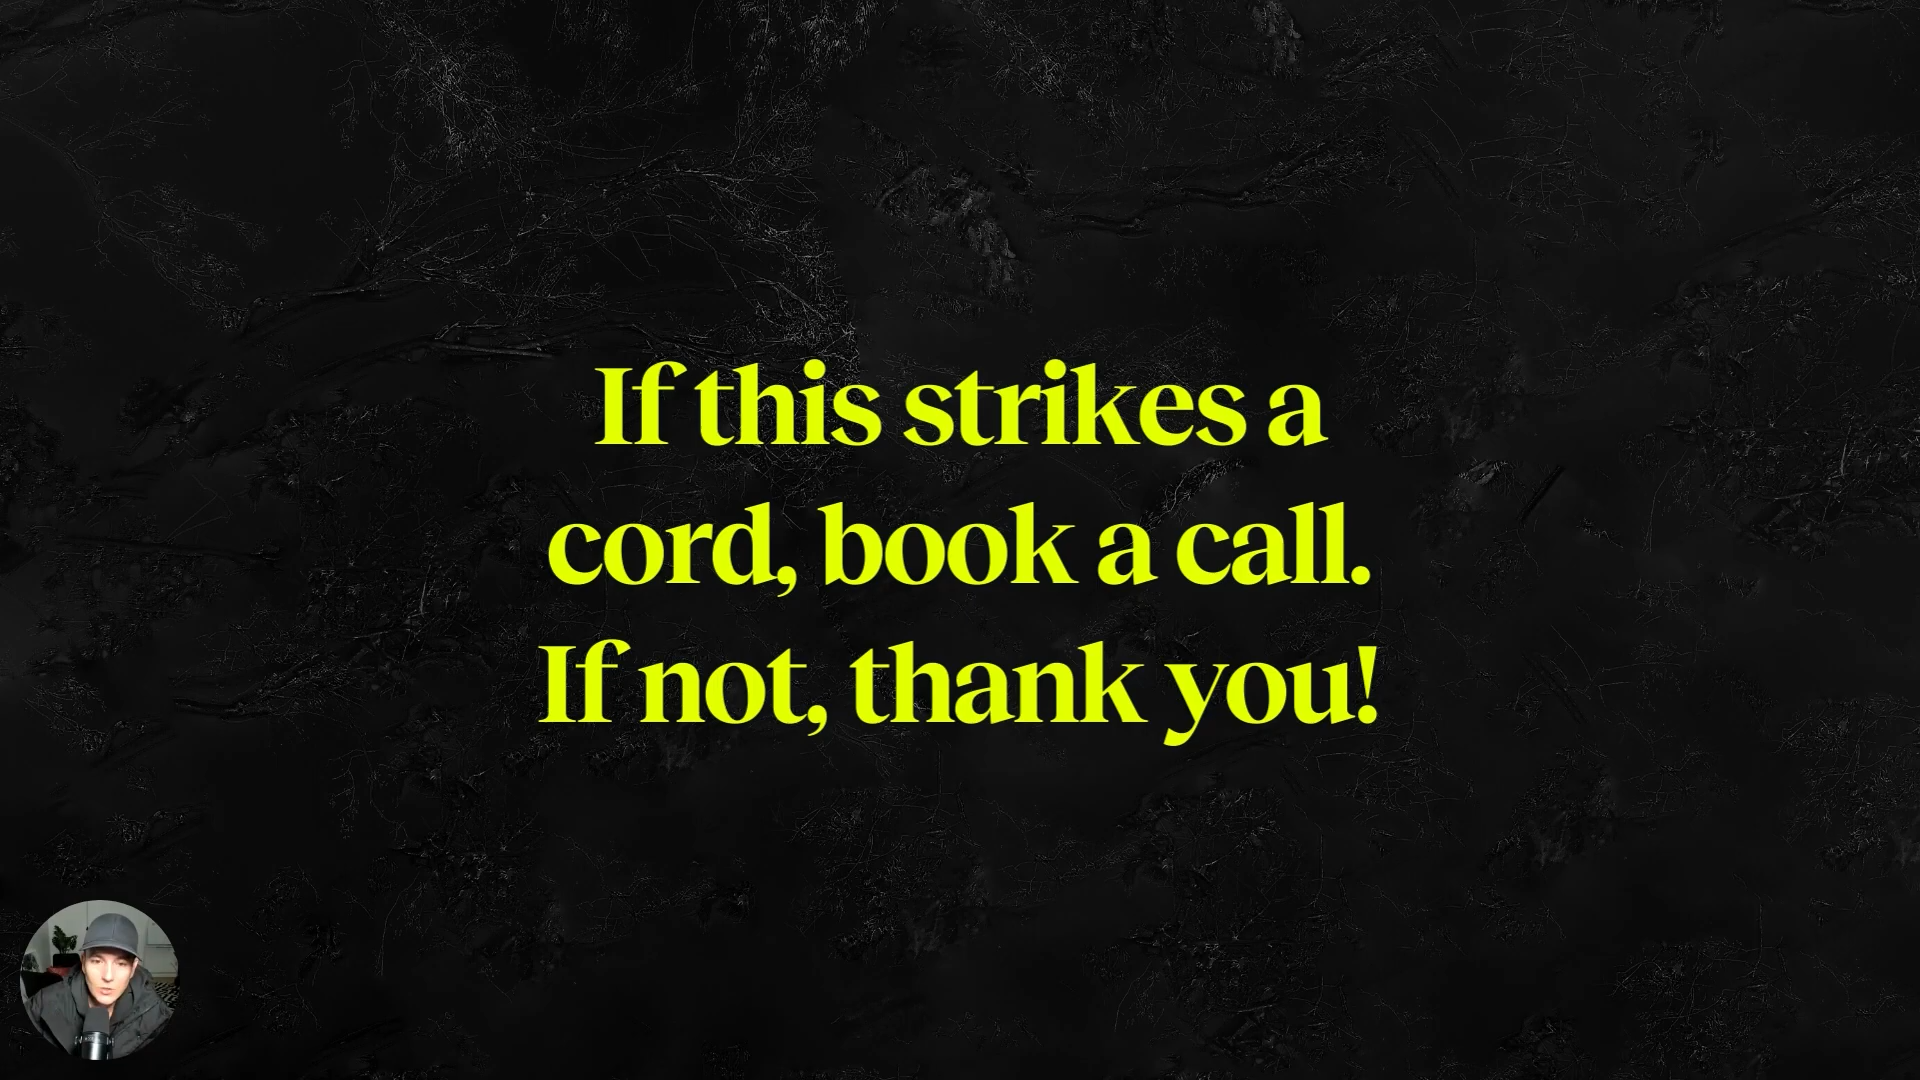 If this strikes a
cord, book a call.
If not, thank you!